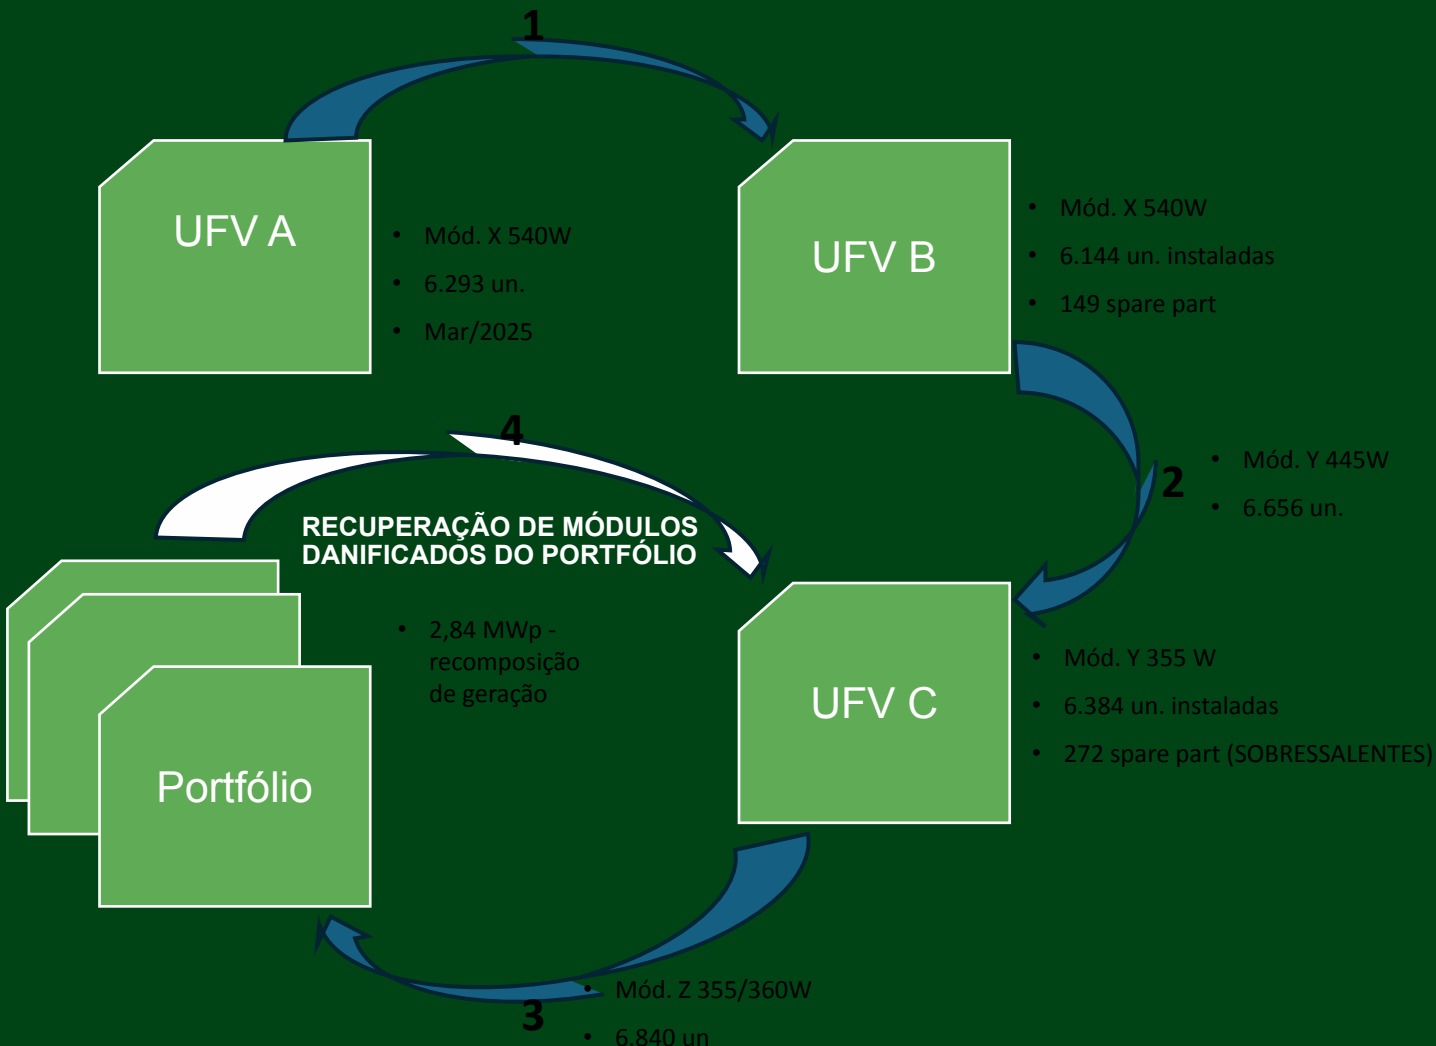 1
UFV A
• Mód. X 540W
• 6.293 un.
• Mar/2025
UFV B
• Mód. X 540W
• 6.144 un. instaladas
• 149 spare part
2
• Mód. Y 445W
• 6.656 un.
4
RECUPERAÇÃO DE MÓDULOS
DANIFICADOS DO PORTFÓLIO
• 2,84 MWp -
recomposição
de geração
UFV C
• Mód. Y 355 W
• 6.384 un. instaladas
• 272 spare part (SOBRESSALENTES)
Portfólio
3
• Mód. Z 355/360W
• 6.840 un